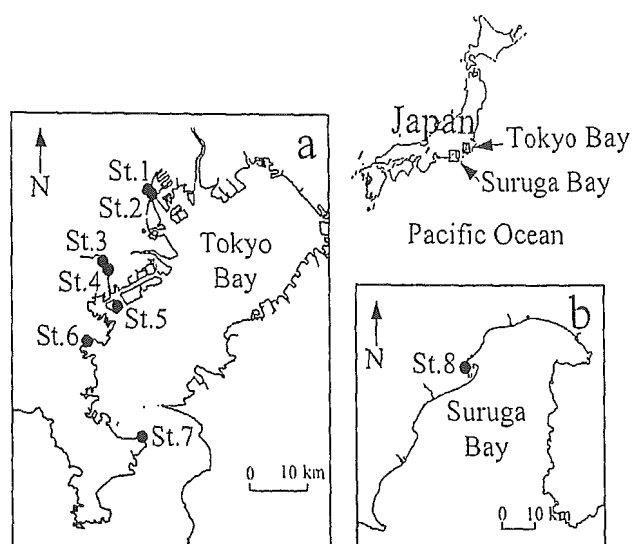 a
N
St.1
St.2
St.3
St.4
St.5
St.6
St.7
Tokyo
Bay
0 10 km
Japan
Tokyo Bay
Suruga Bay
Pacific Ocean
b
N
St.8
Suruga
Bay
0 10 km